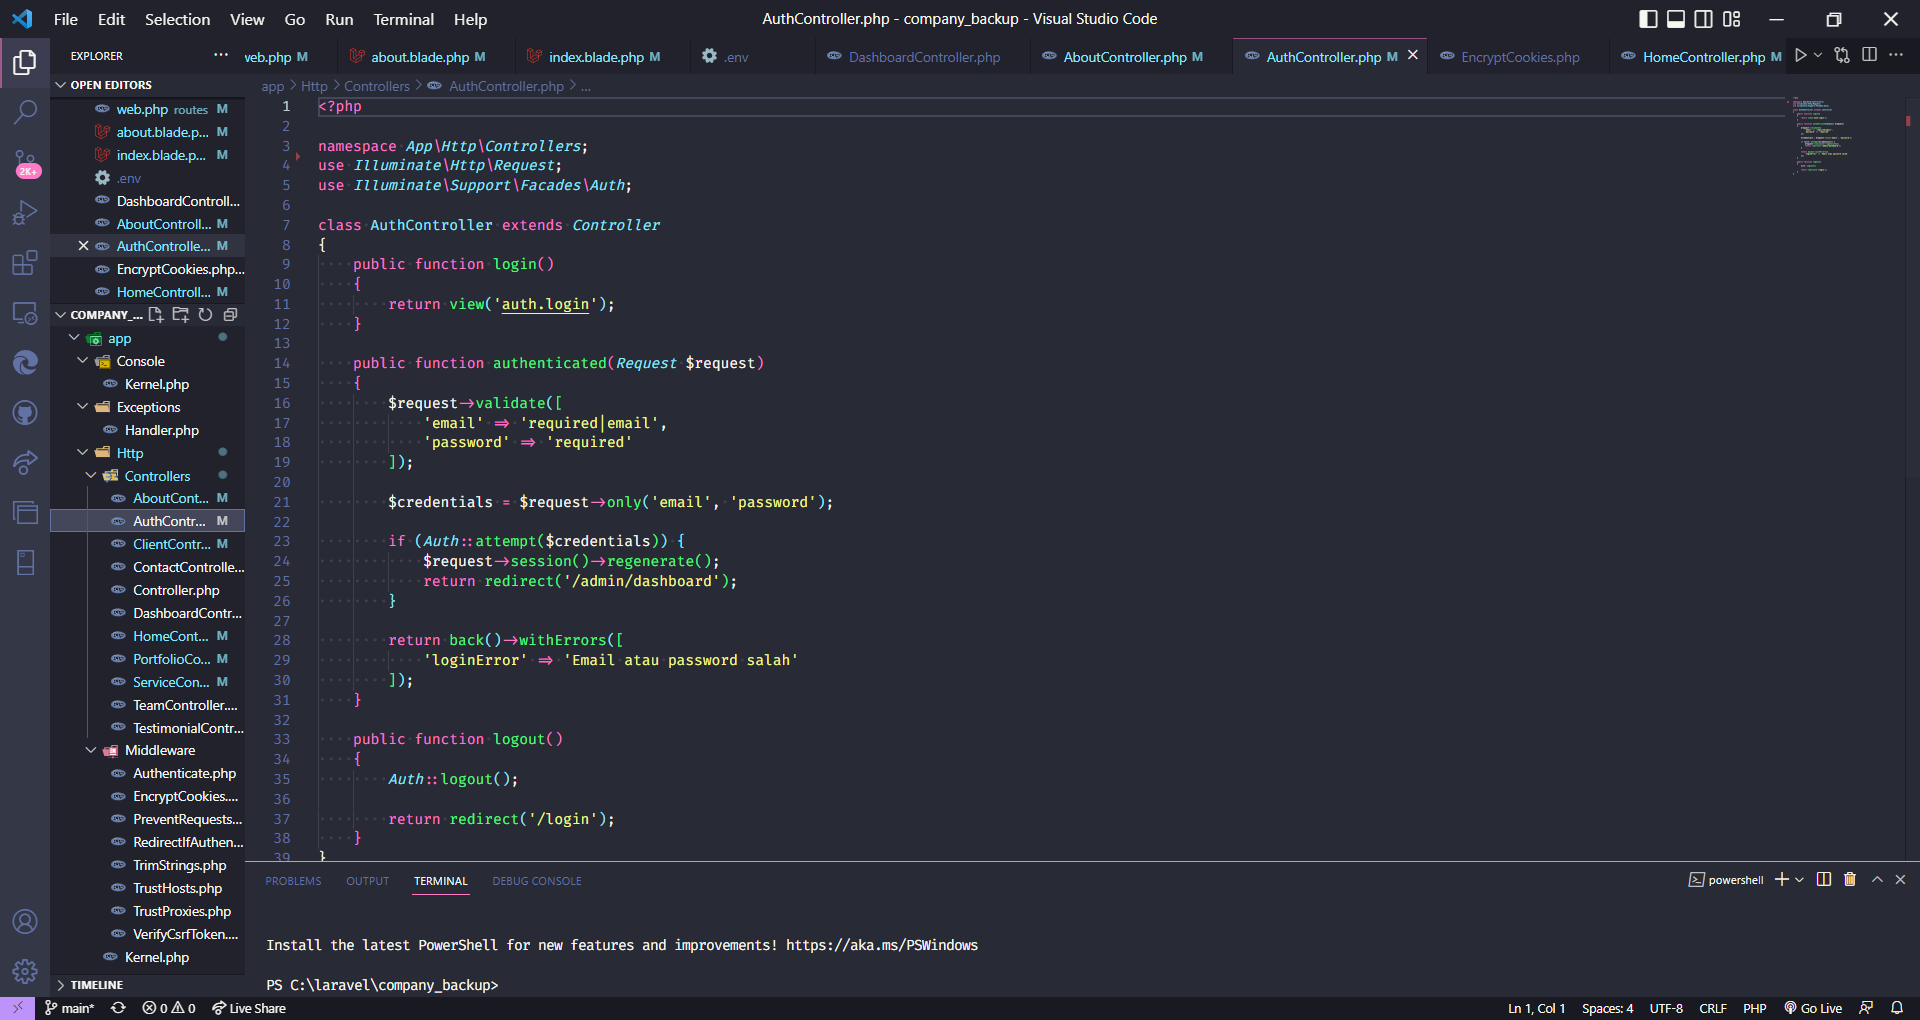 File Edit Selection View Go Run Terminal Help
AuthController.php - company_backup - Visual Studio Code
EXPLORER
web.php M
about.blade.php M
index.blade.php M
.env
DashboardController.php
AboutController.php M
AuthController.php M
EncryptCookies.php
HomeController.php M
OPEN EDITORS
web.php routes M
about.blade.p... M
index.blade.p... M
.env
DashboardControll...
AboutControll... M
AuthControlle... M
EncryptCookies.php...
HomeControll... M
COMPANY_...
app
Console
Kernel.php
Exceptions
Handler.php
Http
Controllers
AboutCont... M
AuthContr... M
ClientContr... M
ContactControlle...
Controller.php
DashboardContr...
HomeCont... M
PortfolioCo... M
ServiceCon... M
TeamController....
TestimonialContr...
Middleware
Authenticate.php
EncryptCookies....
PreventRequests...
RedirectIfAuthen...
TrimStrings.php
TrustHosts.php
TrustProxies.php
VerifyCsrfToken....
Kernel.php
TIMELINE
2K+
app > Http > Controllers > AuthController.php > ...
1 <?php
2
3 namespace App\Http\Controllers;
4 use Illuminate\Http\Request;
5 use Illuminate\Support\Facades\Auth;
6
7 class AuthController extends Controller
8 {
9 public function login()
10 {
11 return view('auth.login');
12 }
13
14 public function authenticated(Request $request)
15 {
16 $request->validate([
17 'email' => 'required|email',
18 'password' => 'required'
19 ]);
20
21 $credentials = $request->only('email', 'password');
22
23 if (Auth::attempt($credentials)) {
24 $request->session()->regenerate();
25 return redirect('/admin/dashboard');
26 }
27
28 return back()->withErrors([
29 'loginError' => 'Email atau password salah'
30 ]);
31 }
32
33 public function logout()
34 {
35 Auth::logout();
36
37 return redirect('/login');
38 }
39 }
PROBLEMS OUTPUT TERMINAL DEBUG CONSOLE
powershell
Install the latest PowerShell for new features and improvements! https://aka.ms/PSWindows
PS C:\laravel\company_backup>
main* 0 0 Live Share
Ln 1, Col 1 Spaces: 4 UTF-8 CRLF PHP Go Live